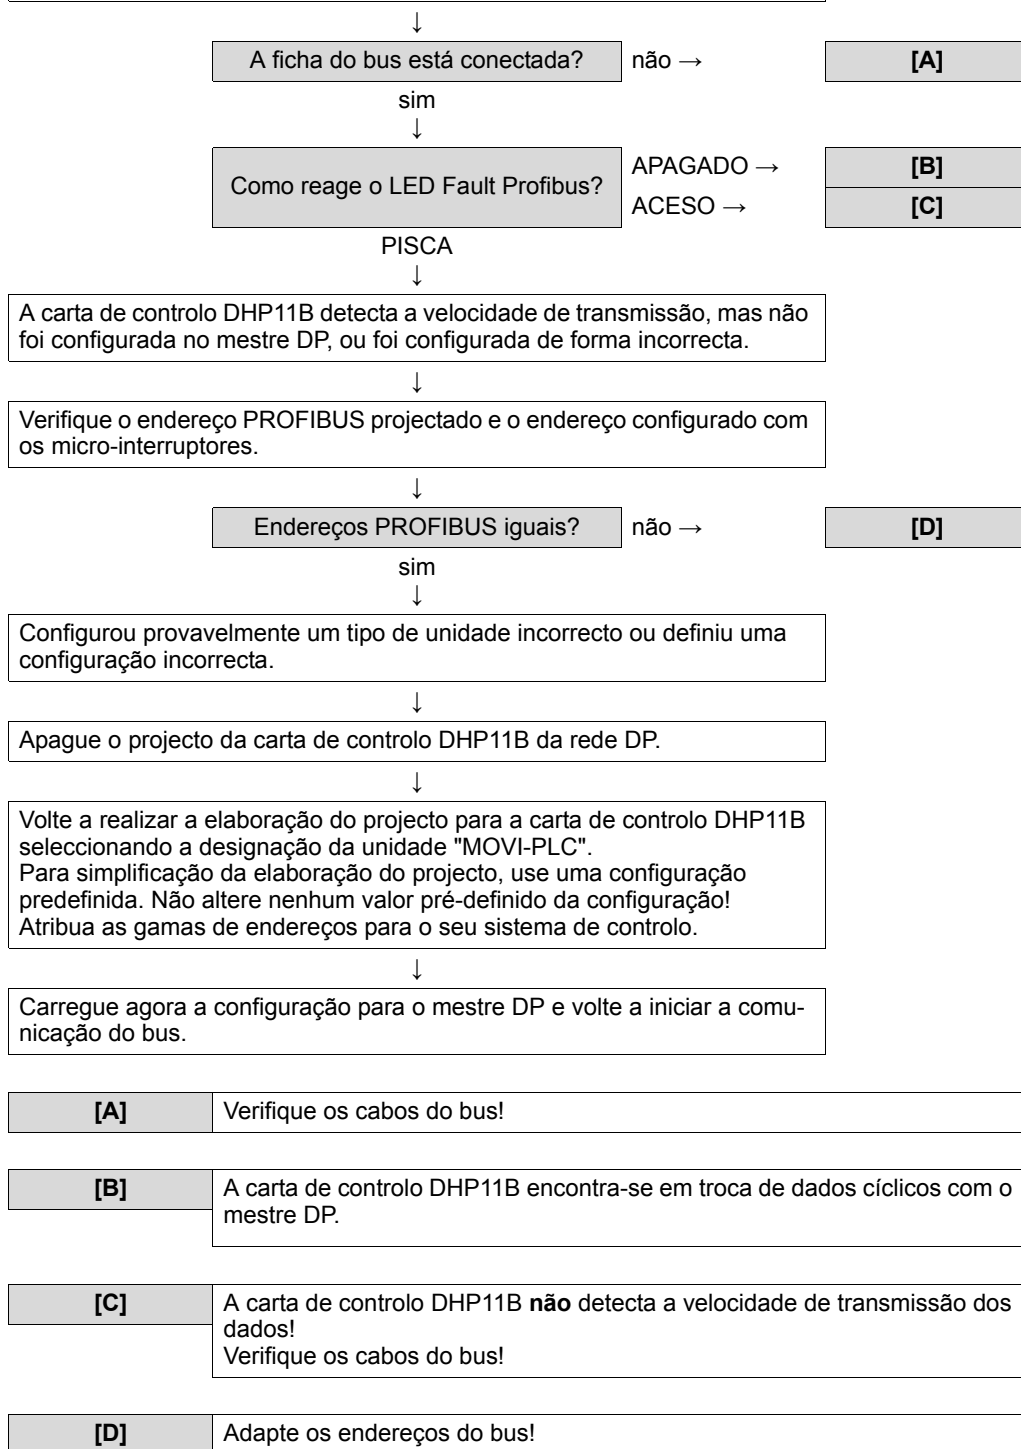 ↓
A ficha do bus está conectada? não → [A]
sim
↓
Como reage o LED Fault Profibus? APAGADO → [B]
ACESO → [C]
PISCA
↓
A carta de controlo DHP11B detecta a velocidade de transmissão, mas não
foi configurada no mestre DP, ou foi configurada de forma incorrecta.
↓
Verifique o endereço PROFIBUS projectado e o endereço configurado com
os micro-interruptores.
↓
Endereços PROFIBUS iguais? não → [D]
sim
↓
Configurou provavelmente um tipo de unidade incorrecto ou definiu uma
configuração incorrecta.
↓
Apague o projecto da carta de controlo DHP11B da rede DP.
↓
Volte a realizar a elaboração do projecto para a carta de controlo DHP11B
seleccionando a designação da unidade "MOVI-PLC".
Para simplificação da elaboração do projecto, use uma configuração
predefinida. Não altere nenhum valor pré-definido da configuração!
Atribua as gamas de endereços para o seu sistema de controlo.
↓
Carregue agora a configuração para o mestre DP e volte a iniciar a comu-
nicação do bus.
[A] Verifique os cabos do bus!
[B] A carta de controlo DHP11B encontra-se em troca de dados cíclicos com o
mestre DP.
[C] A carta de controlo DHP11B não detecta a velocidade de transmissão dos
dados!
Verifique os cabos do bus!
[D] Adapte os endereços do bus!